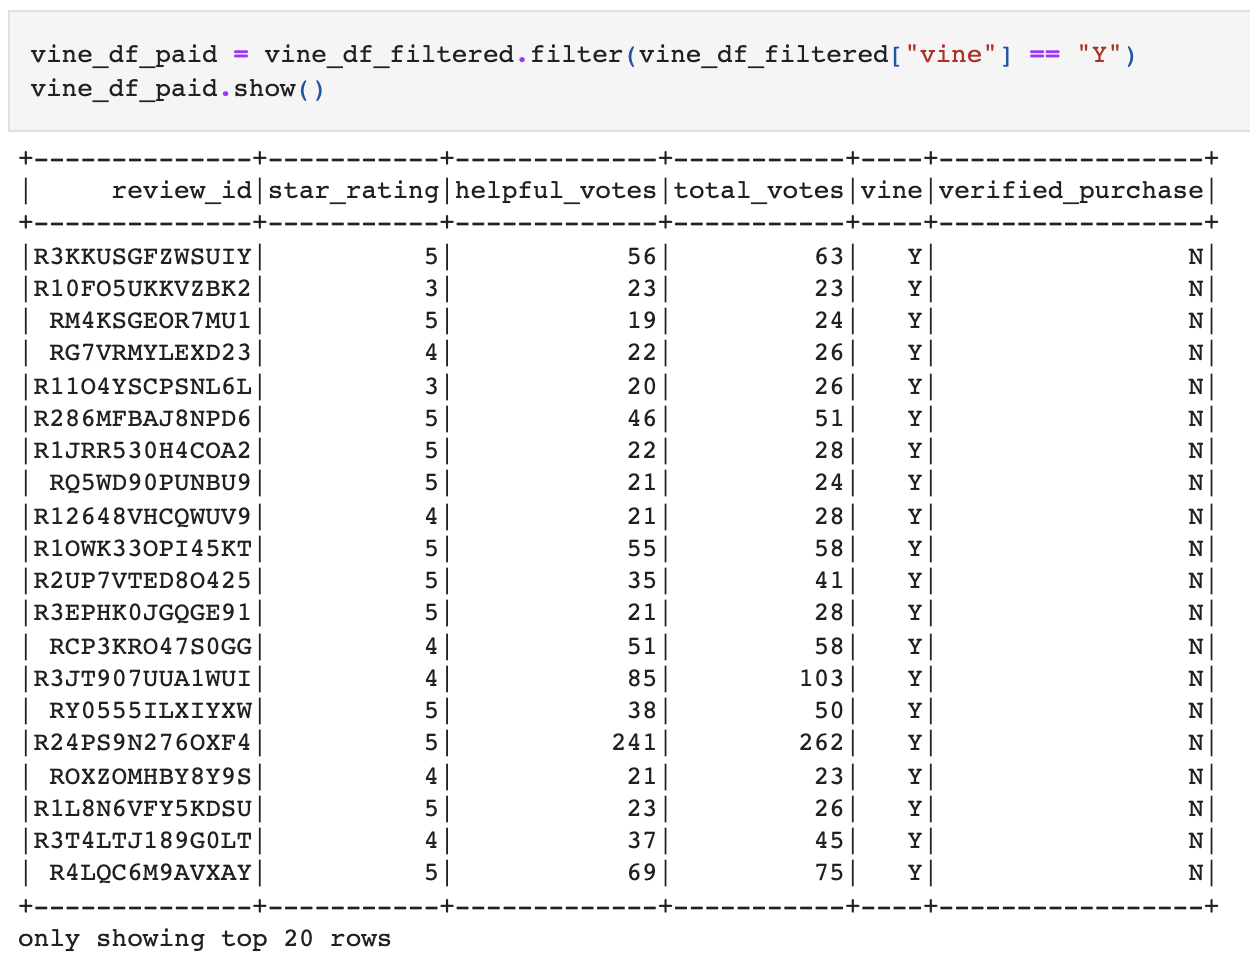 vine_df_paid = vine_df_filtered.filter(vine_df_filtered["vine"] == "Y")
vine_df_paid.show()
+--------------+-----------+-------------+-----------+----+-----------------+
|     review_id|star_rating|helpful_votes|total_votes|vine|verified_purchase|
+--------------+-----------+-------------+-----------+----+-----------------+
|R3KKUSGFZWSUIY|          5|           56|         63|   Y|                N|
|R10FO5UKKVZBK2|          3|           23|         23|   Y|                N|
| RM4KSGEOR7MU1|          5|           19|         24|   Y|                N|
| RG7VRMYLEXD23|          4|           22|         26|   Y|                N|
|R11O4YSCPSNL6L|          3|           20|         26|   Y|                N|
|R286MFBAJ8NPD6|          5|           46|         51|   Y|                N|
|R1JRR530H4COA2|          5|           22|         28|   Y|                N|
| RQ5WD90PUNBU9|          5|           21|         24|   Y|                N|
|R12648VHCQWUV9|          4|           21|         28|   Y|                N|
|R1OWK33OPI45KT|          5|           55|         58|   Y|                N|
|R2UP7VTED8O425|          5|           35|         41|   Y|                N|
|R3EPHK0JGQGE91|          5|           21|         28|   Y|                N|
| RCP3KRO47S0GG|          4|           51|         58|   Y|                N|
|R3JT907UUA1WUI|          4|           85|        103|   Y|                N|
| RY0555ILXIYXW|          5|           38|         50|   Y|                N|
|R24PS9N276OXF4|          5|          241|        262|   Y|                N|
| ROXZOMHBY8Y9S|          4|           21|         23|   Y|                N|
|R1L8N6VFY5KDSU|          5|           23|         26|   Y|                N|
|R3T4LTJ189G0LT|          4|           37|         45|   Y|                N|
| R4LQC6M9AVXAY|          5|           69|         75|   Y|                N|
+--------------+-----------+-------------+-----------+----+-----------------+
only showing top 20 rows